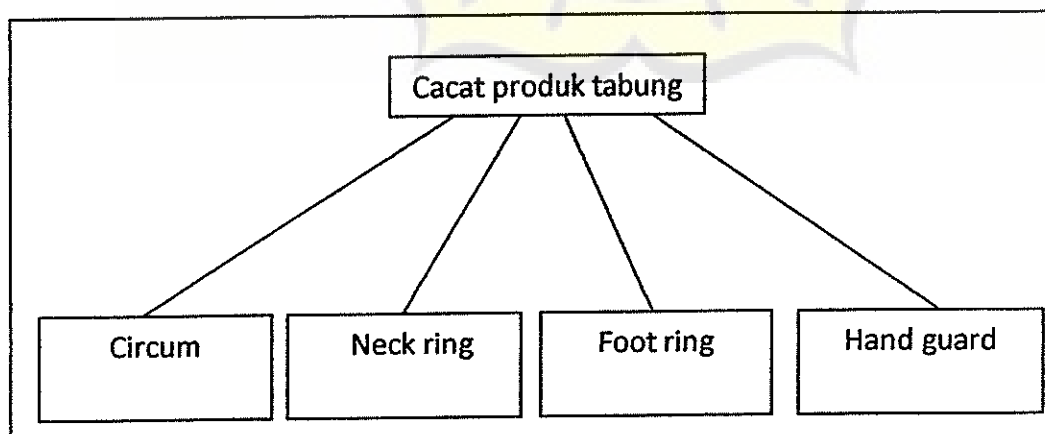 Cacat produk tabung
Circum
Neck ring
Foot ring
Hand guard